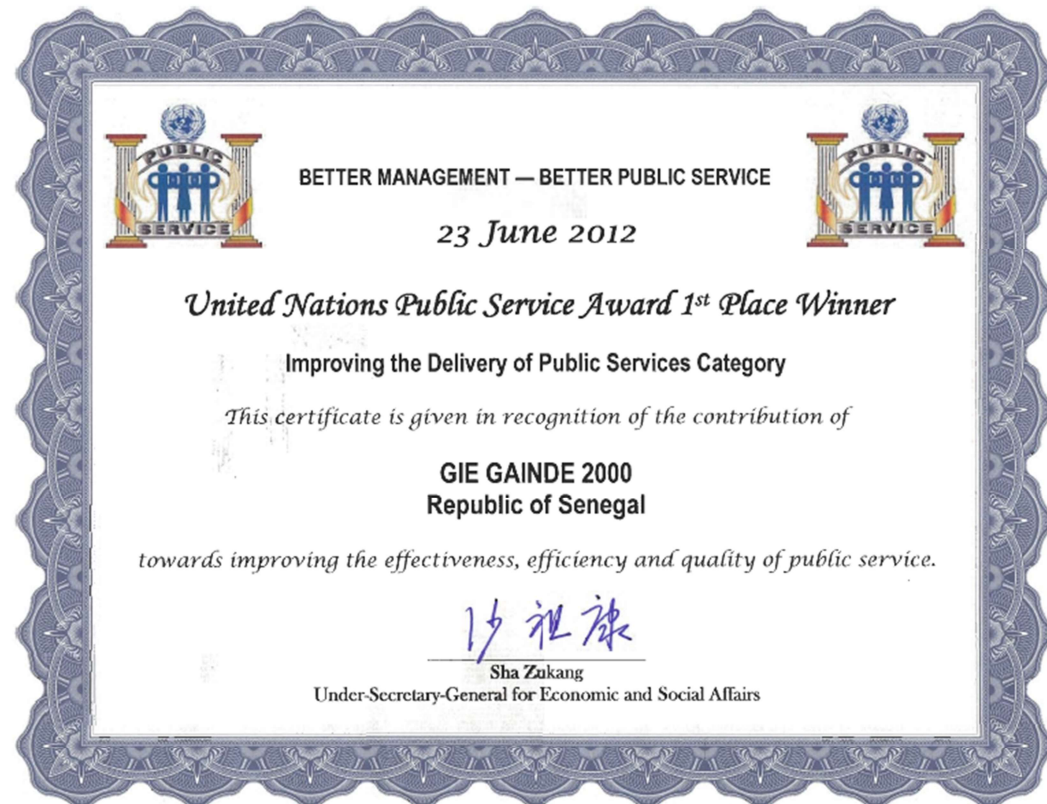 PUBLIC
SERVICE
PUBLIC
SERVICE
BETTER MANAGEMENT — BETTER PUBLIC SERVICE
23 June 2012
United Nations Public Service Award 1st Place Winner
Improving the Delivery of Public Services Category
This certificate is given in recognition of the contribution of
GIE GAINDE 2000
Republic of Senegal
towards improving the effectiveness, efficiency and quality of public service.
沙祖康
Sha Zukang
Under-Secretary-General for Economic and Social Affairs